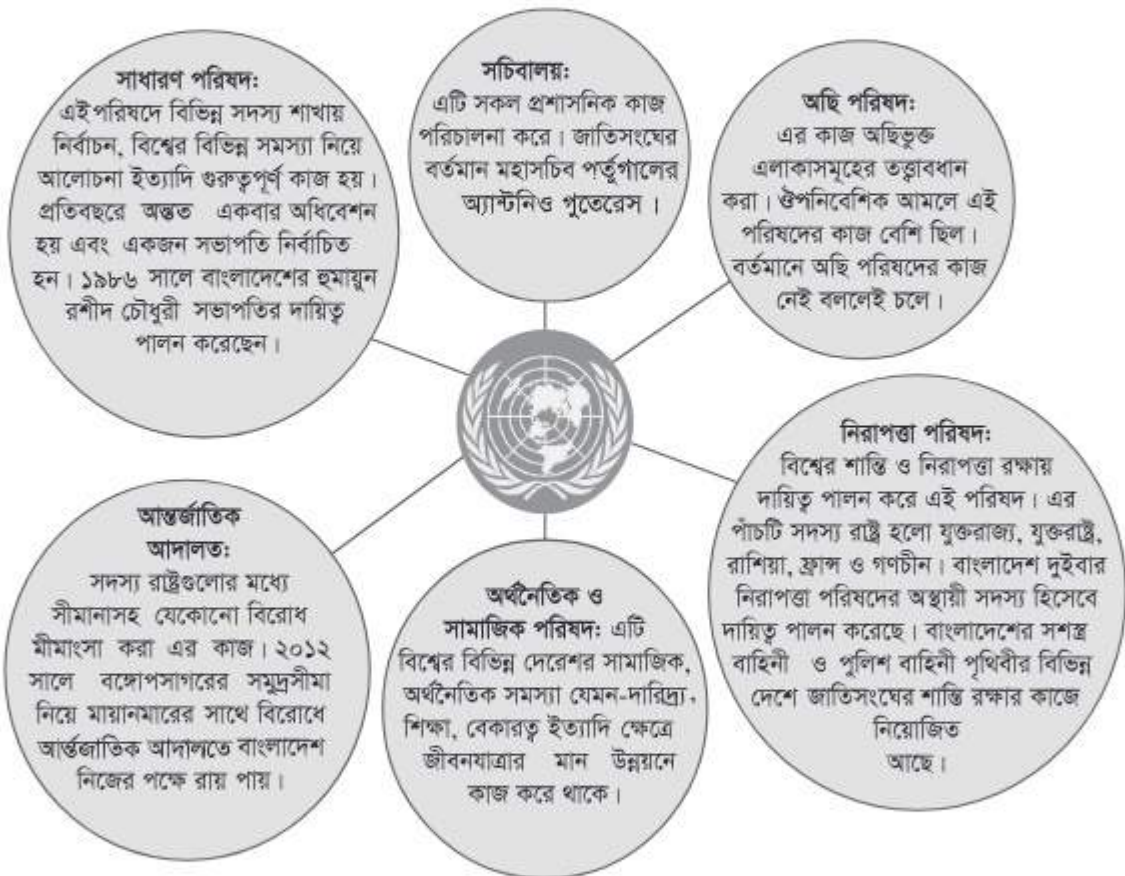 সাধারণ পরিষদ:
এইপরিষদে বিভিন্ন সদস্য শাখায়
নির্বাচন, বিশ্বের বিভিন্ন সমস্যা নিয়ে
আলোচনা ইত্যাদি গুরুত্বপূর্ণ কাজ হয়।
প্রতিবছরে অন্তত একবার অধিবেশন
হয় এবং একজন সভাপতি নির্বাচিত
হন। ১৯৮৬ সালে বাংলাদেশের হুমায়ুন
রশীদ চৌধুরী সভাপতির দায়িত্ব
পালন করেছেন।
সচিবালয়:
এটি সকল প্রশাসনিক কাজ
পরিচালনা করে। জাতিসংঘের
বর্তমান মহাসচিব পর্তুগালের
অ্যান্টনিও গুতেরেস ।
অছি পরিষদ:
এর কাজ অছিভুক্ত
এলাকাসমূহের তত্ত্বাবধান
করা। ঔপনিবেশিক আমলে এই
পরিষদের কাজ বেশি ছিল।
বর্তমানে অছি পরিষদের কাজ
নেই বললেই চলে।
আন্তর্জাতিক
আদালত:
সদস্য রাষ্ট্রগুলোর মধ্যে
সীমানাসহ যেকোনো বিরোধ
মীমাংসা করা এর কাজ। ২০১২
সালে বঙ্গোপসাগরের সমুদ্রসীমা
নিয়ে মায়ানমারের সাথে বিরোধে
আর্ন্তজাতিক আদালতে বাংলাদেশ
নিজের পক্ষে রায় পায়।
অর্থনৈতিক ও
সামাজিক পরিষদ: এটি
বিশ্বের বিভিন্ন দেরেশর সামাজিক,
অর্থনৈতিক সমস্যা যেমন-দারিদ্র্য,
শিক্ষা, বেকারত্ব ইত্যাদি ক্ষেত্রে
জীবনযাত্রার মান উন্নয়নে
কাজ করে থাকে।
নিরাপত্তা পরিষদ:
বিশ্বের শান্তি ও নিরাপত্তা রক্ষায়
দায়িত্ব পালন করে এই পরিষদ। এর
পাঁচটি সদস্য রাষ্ট্র হলো যুক্তরাজ্য, যুক্তরাষ্ট্র,
রাশিয়া, ফ্রান্স ও গণচীন। বাংলাদেশ দুইবার
নিরাপত্তা পরিষদের অস্থায়ী সদস্য হিসেবে
দায়িত্ব পালন করেছে। বাংলাদেশের সশস্ত্র
বাহিনী ও পুলিশ বাহিনী পৃথিবীর বিভিন্ন
দেশে জাতিসংঘের শান্তি রক্ষার কাজে
নিয়োজিত
আছে।